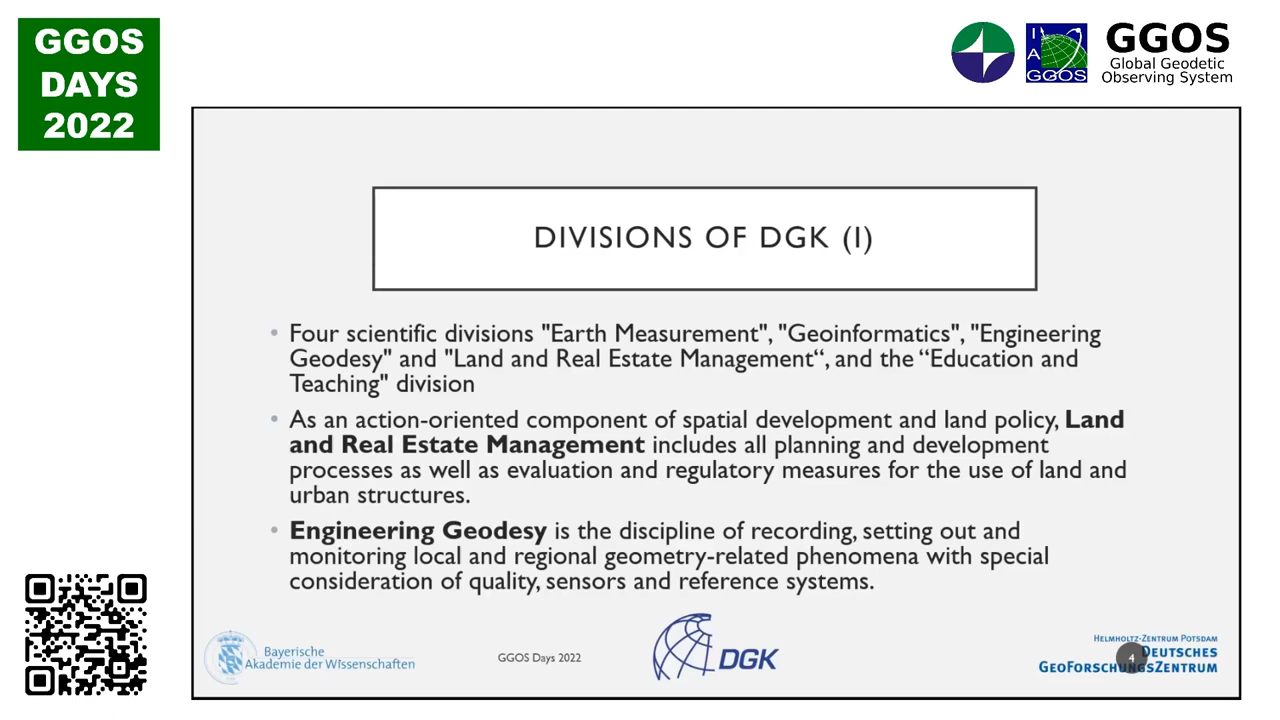 GGOS
DAYS
2022
I
A
GGOS
GGOS
Global Geodetic
Observing System
DIVISIONS OF DGK (I)
• Four scientific divisions "Earth Measurement", "Geoinformatics", "Engineering
Geodesy" and "Land and Real Estate Management“, and the “Education and
Teaching" division
• As an action-oriented component of spatial development and land policy, Land
and Real Estate Management includes all planning and development
processes as well as evaluation and regulatory measures for the use of land and
urban structures.
• Engineering Geodesy is the discipline of recording, setting out and
monitoring local and regional geometry-related phenomena with special
consideration of quality, sensors and reference systems.
Bayerische
Akademie der Wissenschaften
GGOS Days 2022
DGK
HELMHOLTZ-ZENTRUM POTSDAM
DEUTSCHES
GEOFORSCHUNGSZENTRUM
4